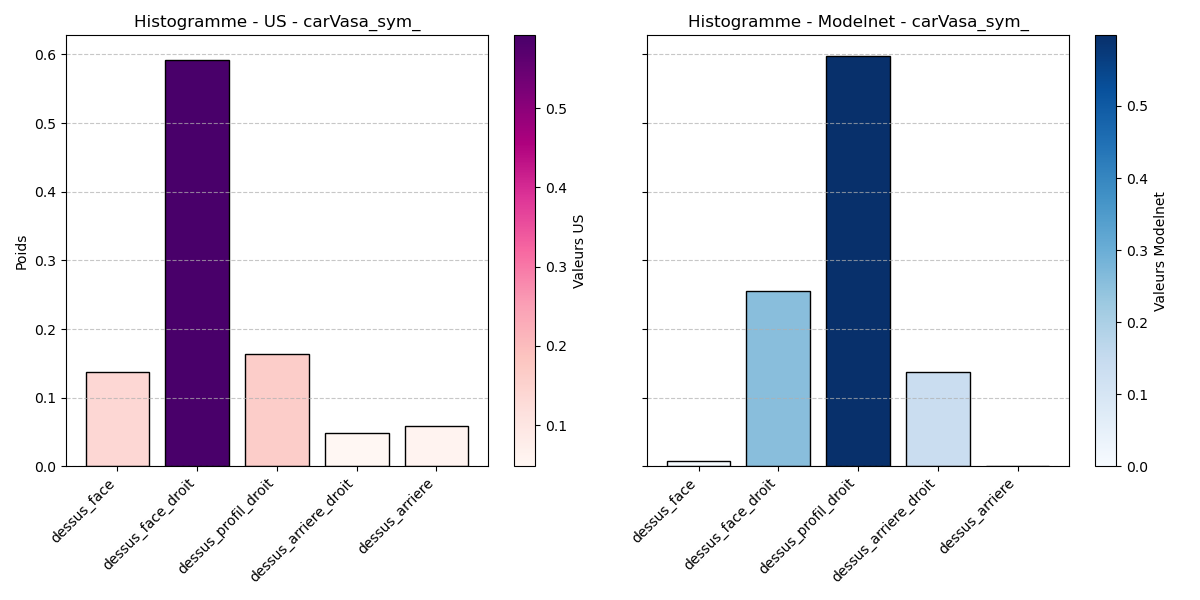 Histogramme - US - carVasa_sym_
Poids
0.6
0.5
0.4
0.3
0.2
0.1
0.0
dessus_face
dessus_face_droit
dessus_profil_droit
dessus_arriere_droit
dessus_arriere
0.5
0.4
0.3
0.2
0.1
Valeurs US
Histogramme - Modelnet - carVasa_sym_
dessus_face
dessus_face_droit
dessus_profil_droit
dessus_arriere_droit
dessus_arriere
0.5
0.4
0.3
0.2
0.1
0.0
Valeurs Modelnet